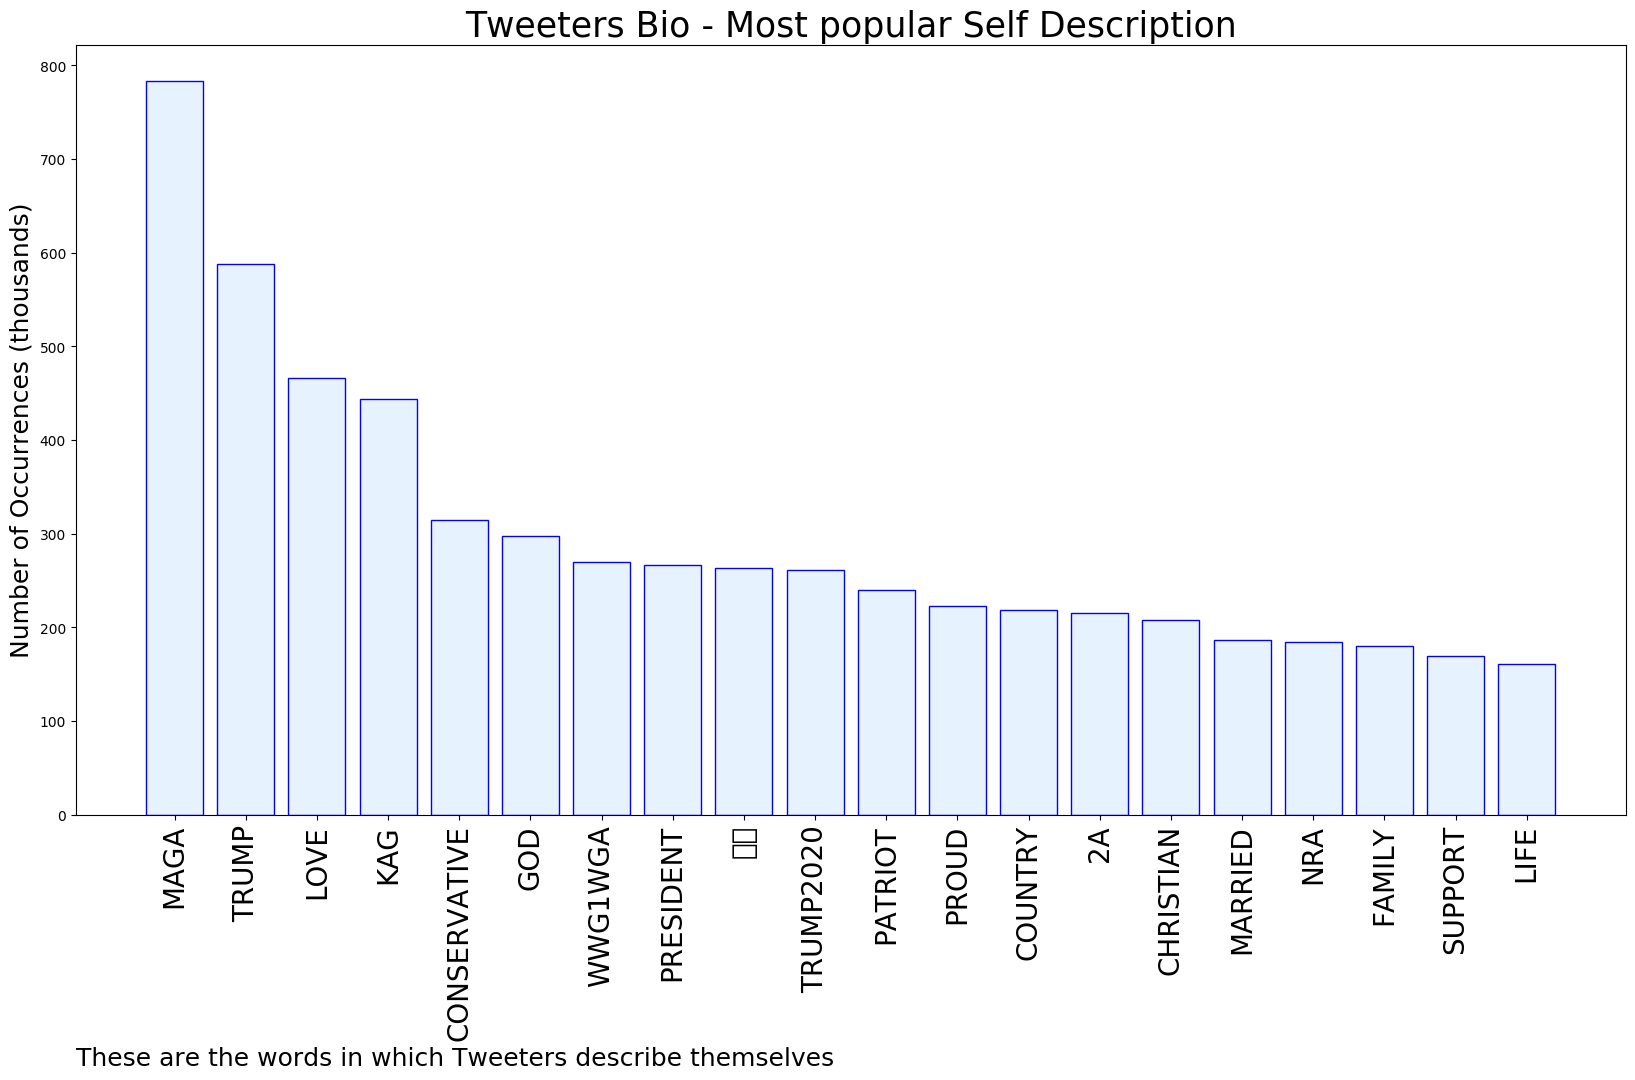 Tweeters Bio - Most popular Self Description
Number of Occurrences (thousands)
800
700
600
500
400
300
200
100
0
MAGA
TRUMP
LOVE
KAG
CONSERVATIVE
GOD
WWG1WGA
PRESIDENT
TRUMP2020
PATRIOT
PROUD
COUNTRY
2A
CHRISTIAN
MARRIED
NRA
FAMILY
SUPPORT
LIFE
These are the words in which Tweeters describe themselves